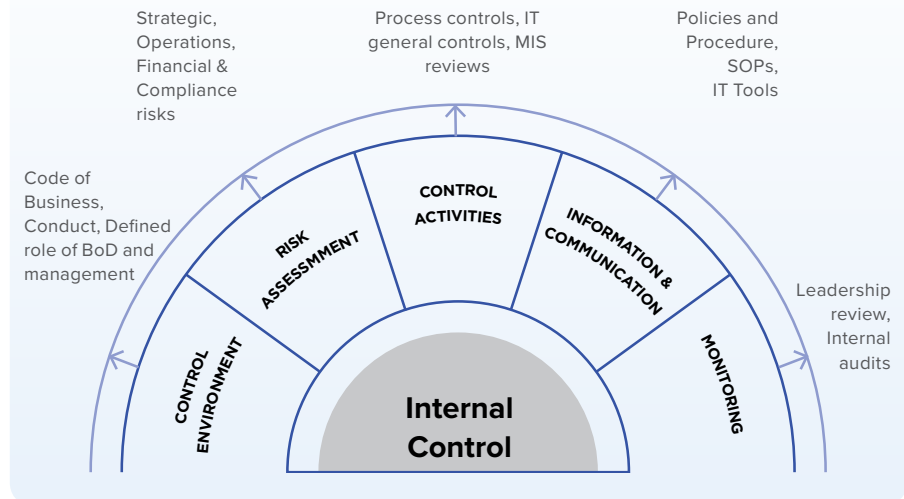 Strategic,
Operations,
Financial &
Compliance
risks
Process controls, IT
general controls, MIS
reviews
Policies and
Procedure,
SOPs,
IT Tools
Code of
Business,
Conduct, Defined
role of BoD and
management
Leadership
review,
Internal
audits
CONTROL
ENVIRONMENT
RISK
ASSESSMMENT
CONTROL
ACTIVITIES
INFORMATION &
COMMUNICATION
MONITORING
Internal
Control